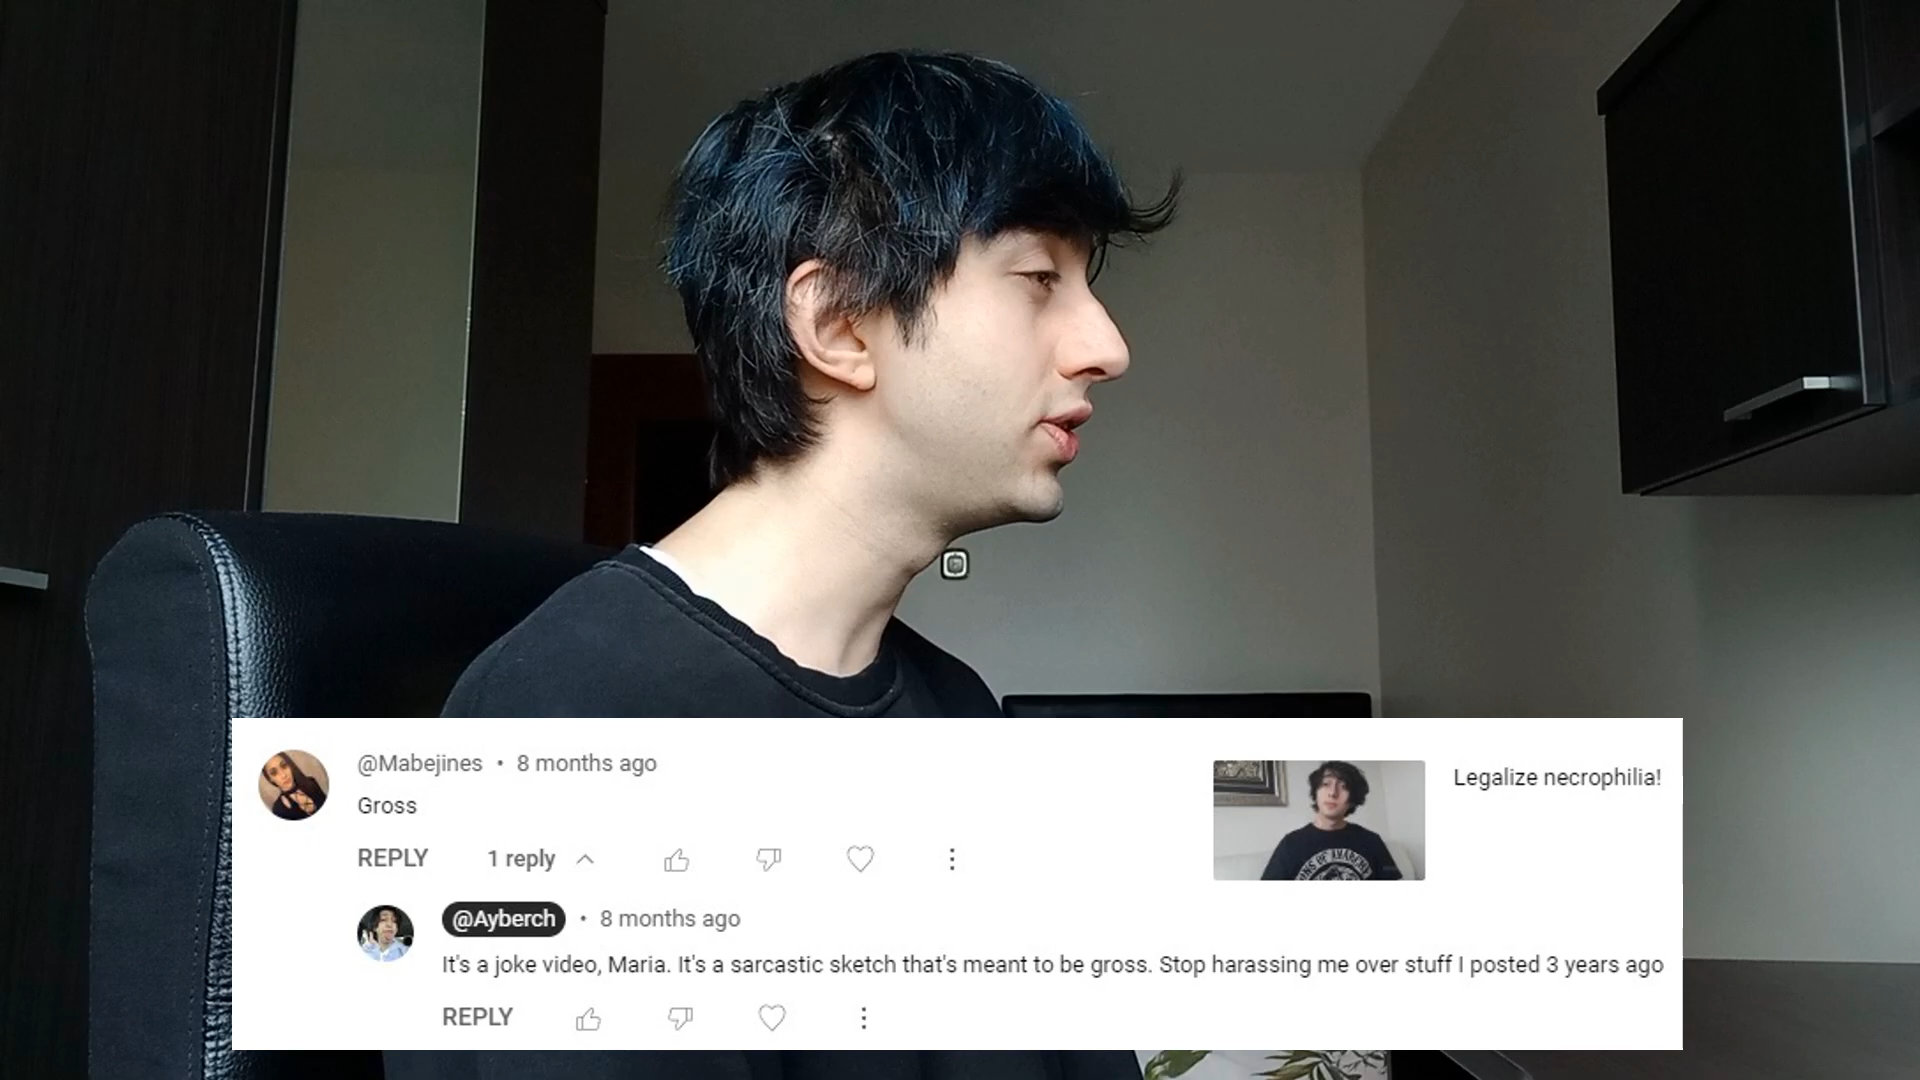 @Mabejines • 8 months ago
Legalize necrophilia!
Gross
REPLY 1 reply
@Ayberch • 8 months ago
It's a joke video, Maria. It's a sarcastic sketch that's meant to be gross. Stop harassing me over stuff I posted 3 years ago
REPLY